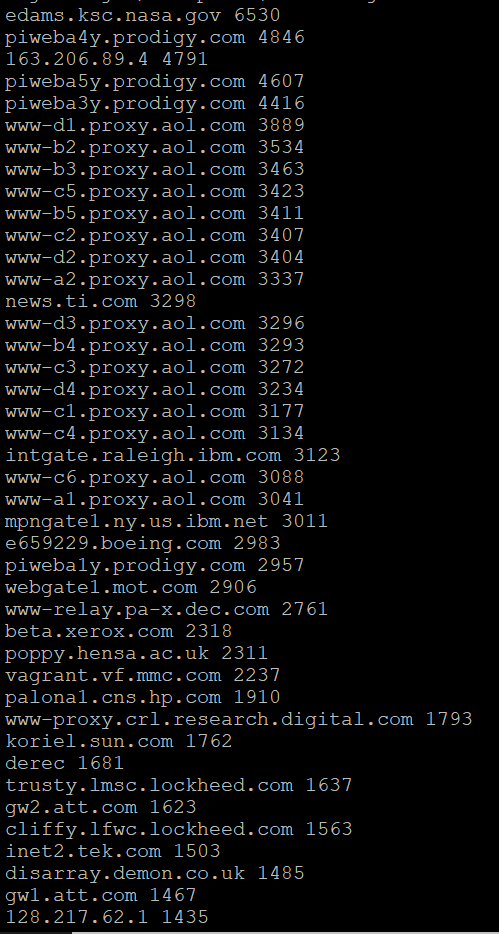 edams.ksc.nasa.gov 6530
piweba4y.prodigy.com 4846
163.206.89.4 4791
piweba5y.prodigy.com 4607
piweba3y.prodigy.com 4416
www-d1.proxy.aol.com 3889
www-b2.proxy.aol.com 3534
www-b3.proxy.aol.com 3463
www-c5.proxy.aol.com 3423
www-b5.proxy.aol.com 3411
www-c2.proxy.aol.com 3407
www-d2.proxy.aol.com 3404
www-a2.proxy.aol.com 3337
news.ti.com 3298
www-d3.proxy.aol.com 3296
www-b4.proxy.aol.com 3293
www-c3.proxy.aol.com 3272
www-d4.proxy.aol.com 3234
www-c1.proxy.aol.com 3177
www-c4.proxy.aol.com 3134
intgate.raleigh.ibm.com 3123
www-c6.proxy.aol.com 3088
www-a1.proxy.aol.com 3041
mpngate1.ny.us.ibm.net 3011
e659229.boeing.com 2983
piweba1y.prodigy.com 2957
webgate1.mot.com 2906
www-relay.pa-x.dec.com 2761
beta.xerox.com 2318
poppy.hensa.ac.uk 2311
vagrant.vf.mmc.com 2237
palona1.cns.hp.com 1910
www-proxy.crl.research.digital.com 1793
koriel.sun.com 1762
derec 1681
trusty.lmsc.lockheed.com 1637
gw2.att.com 1623
cliffy.lfwc.lockheed.com 1563
inet2.tek.com 1503
disarray.demon.co.uk 1485
gw1.att.com 1467
128.217.62.1 1435